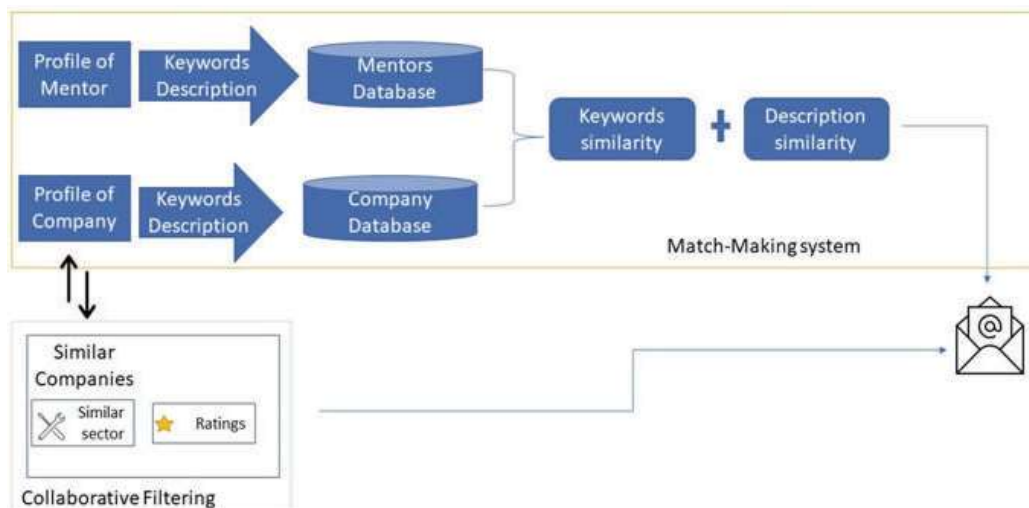 Profile of
Mentor
Keywords
Description
Mentors
Database
Keywords
similarity
Description
similarity
Profile of
Company
Keywords
Description
Company
Database
Match-Making system
@
Similar
Companies
Similar
sector
Ratings
Collaborative Filtering